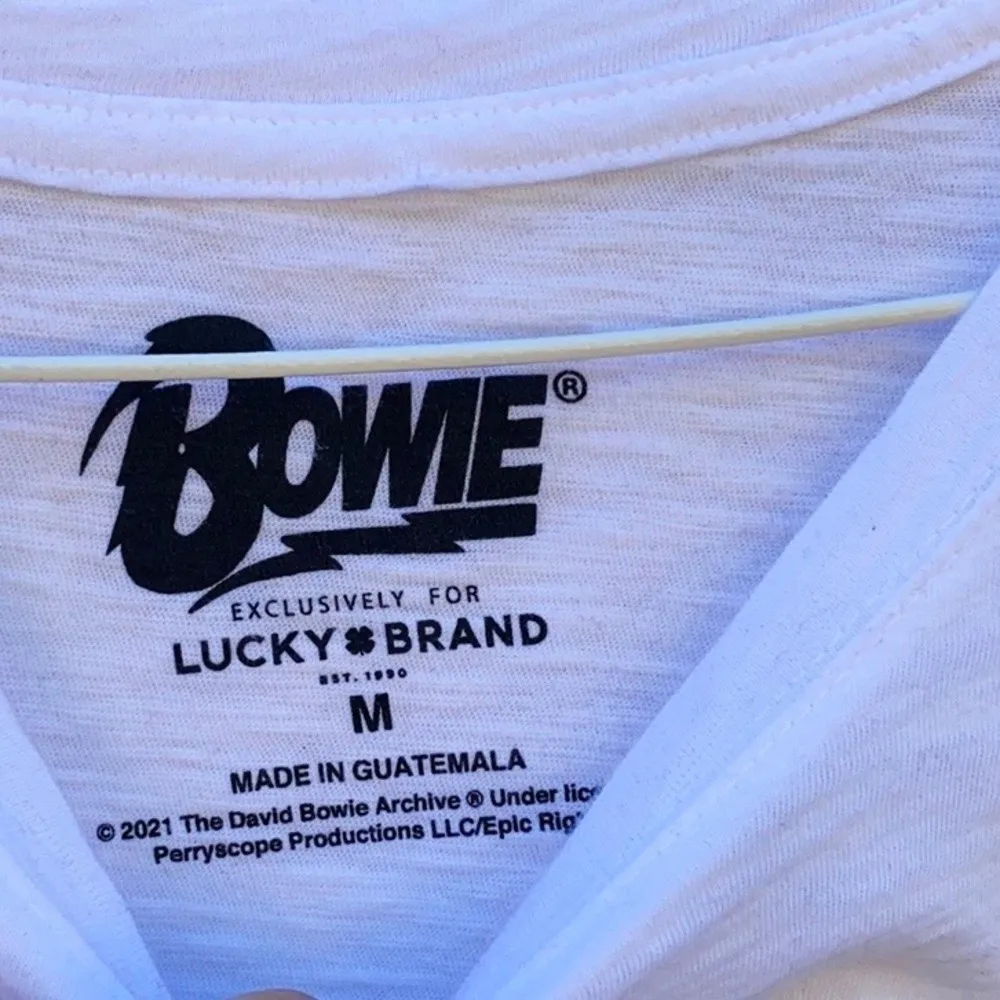 BOWIE®
EXCLUSIVELY FOR
LUCKY BRAND
EST. 1990
M
MADE IN GUATEMALA
© 2021 The David Bowie Archive ® Under
Perryscope Productions LLC/Epic